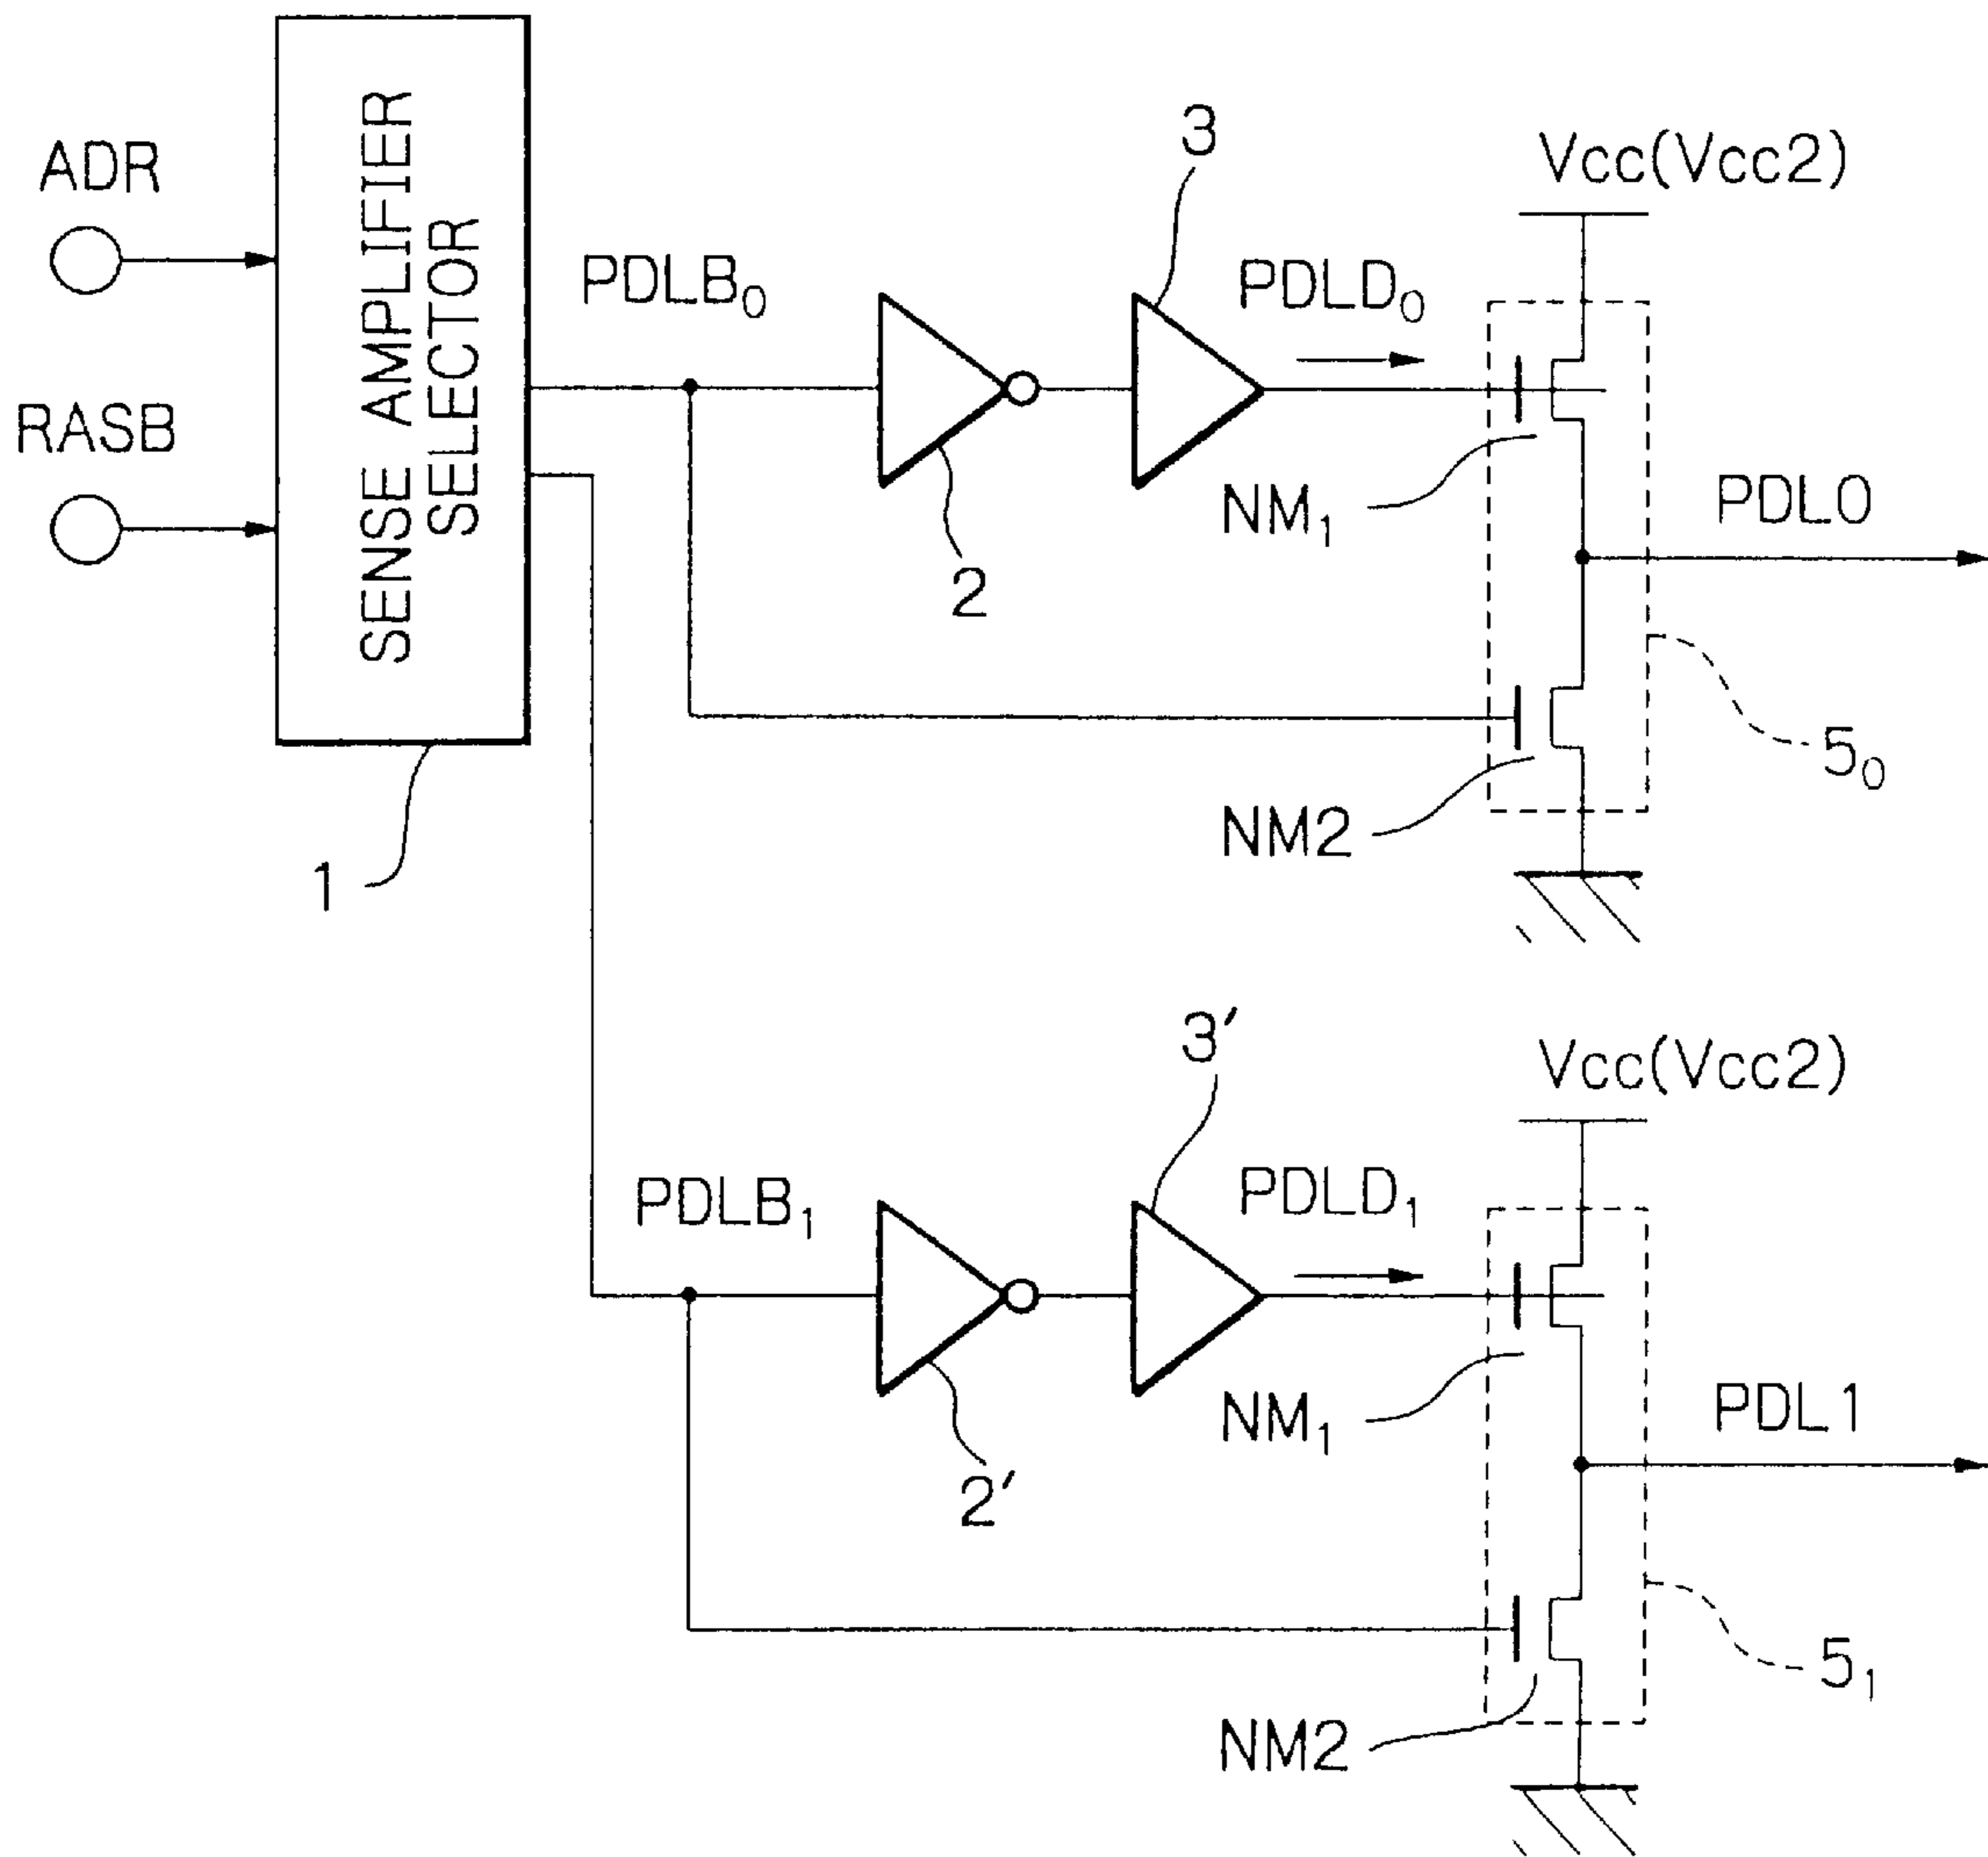 ADR
RASB
SENSE AMPLIFIER
SELECTOR
1
PDLB₀
2
3
PDLD₀
Vcc(Vcc2)
NM₁
PDL0
NM2
5₀
PDLB₁
2′
3′
PDLD₁
Vcc(Vcc2)
NM₁
PDL1
NM2
5₁